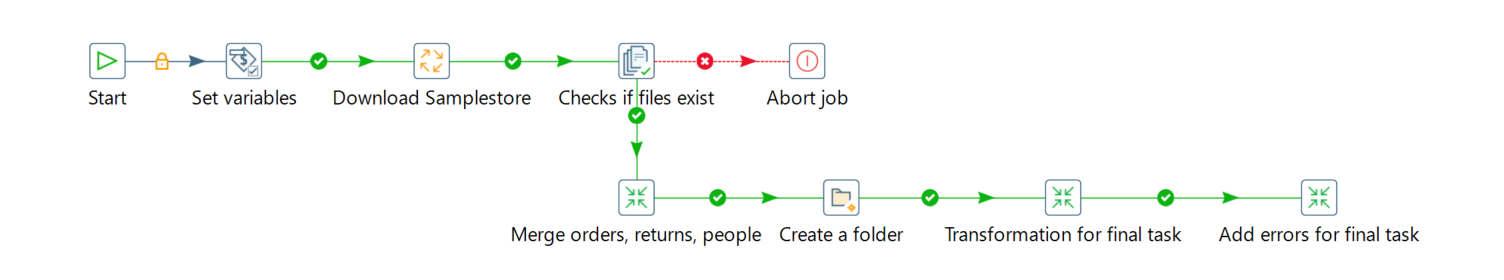 Start
Set variables
Download Samplestore
Checks if files exist
Abort job
Merge orders, returns, people
Create a folder
Transformation for final task
Add errors for final task